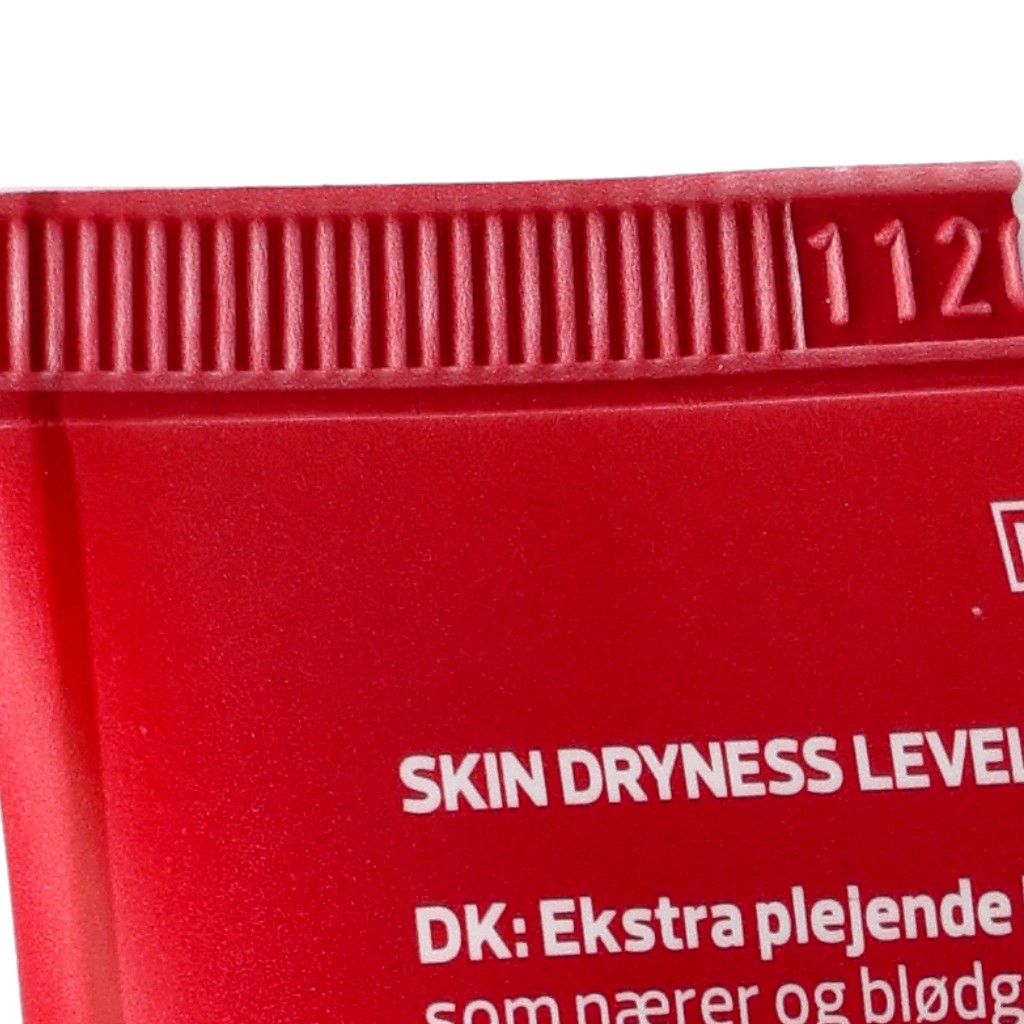 112
SKIN DRYNESS LEVEL
DK: Ekstra plejende
som nærer og blødg